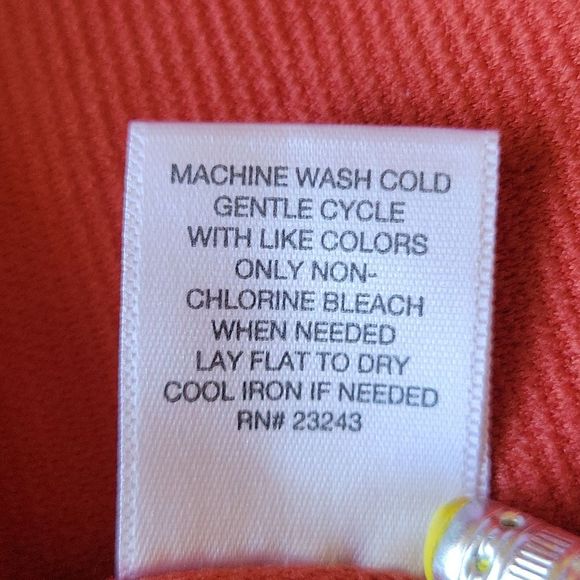 MACHINE WASH COLD
GENTLE CYCLE
WITH LIKE COLORS
ONLY NON-
CHLORINE BLEACH
WHEN NEEDED
LAY FLAT TO DRY
COOL IRON IF NEEDED
RN# 23243